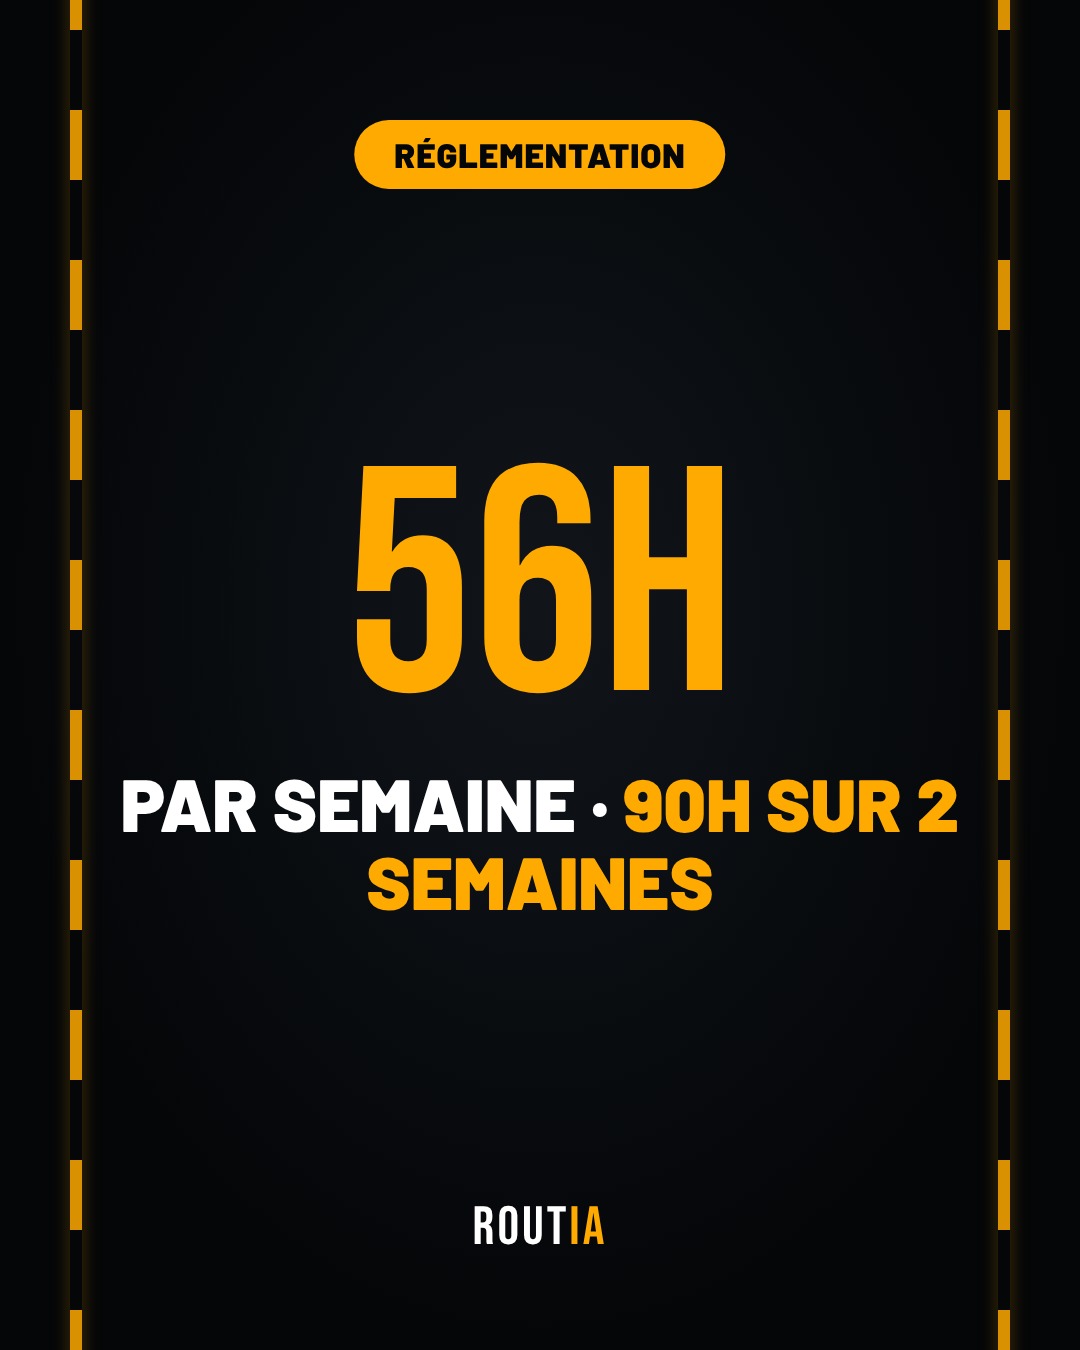 RÉGLEMENTATION
56H
PAR SEMAINE · 90H SUR 2
SEMAINES
ROUTIA